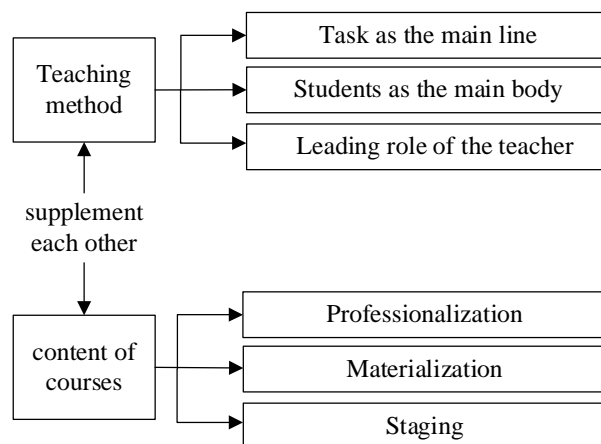 Teaching
method
Task as the main line
Students as the main body
Leading role of the teacher
supplement
each other
content of
courses
Professionalization
Materialization
Staging